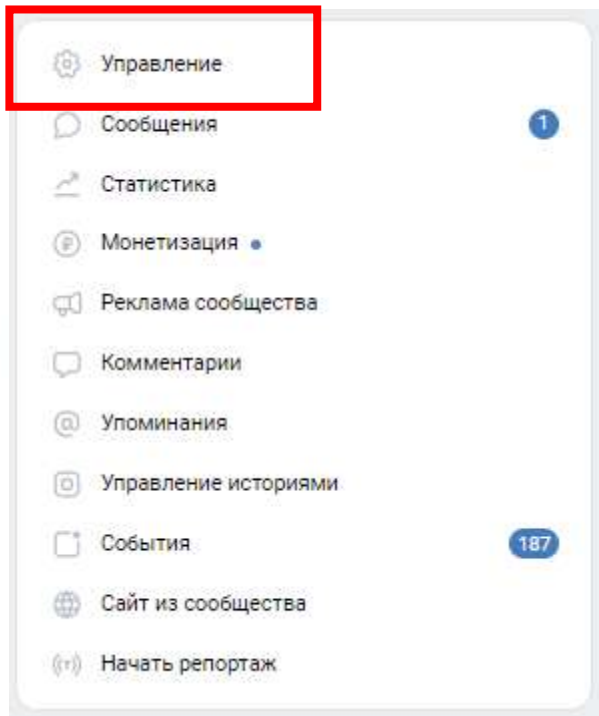 Управление
Сообщения 1
Статистика
Монетизация
Реклама сообщества
Комментарии
Упоминания
Управление историями
События 187
Сайт из сообщества
Начать репортаж